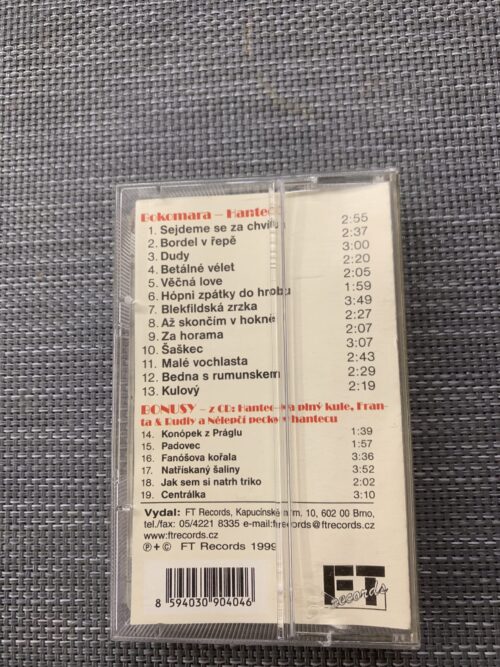 Bokomara – Hantec
1. Sejdeme se za chvílu 2:55
2. Bordel v řepě 2:37
3. Dudy 3:00
4. Betálné vélet 2:20
5. Věčná love 2:05
6. Hópni zpátky do hrobu 1:59
7. Blekfildská zrzka 3:49
8. Až skončím v hokně 2:27
9. Za horama 2:07
10. Šaškec 3:07
11. Malé vochlasta 2:43
12. Bedna s rumunskem 2:29
13. Kulový 2:19
BONUSY – z CD: Hantec na plný kule, Fran-
ta & Rudly a Nélepčí pecky v hantecu
14. Konópek z Práglu 1:39
15. Padovec 1:57
16. Fanóšova kořala 3:36
17. Natřískaný šaliny 3:52
18. Jak sem si natrh triko 2:02
19. Centrálka 3:10
Vydal: FT Records, Kapucínské nám. 10, 602 00 Brno,
tel./fax: 05/4221 8335 e-mail:ftrecords@ftrecords.cz
www.ftrecords.cz
℗+© FT Records 1999
8 594030 904046
FT
records